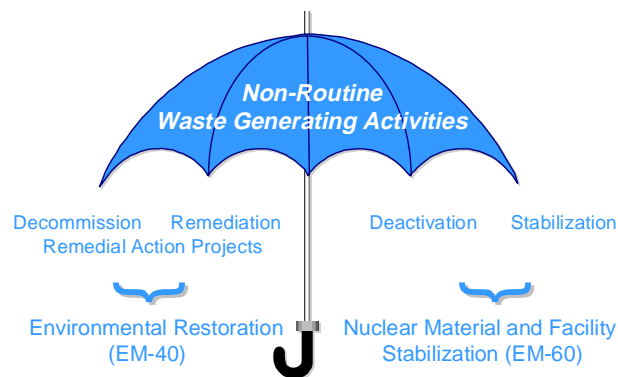 Non-Routine
Waste Generating Activities
Decommission Remediation
Remedial Action Projects
Deactivation Stabilization
Environmental Restoration
(EM-40)
Nuclear Material and Facility
Stabilization (EM-60)